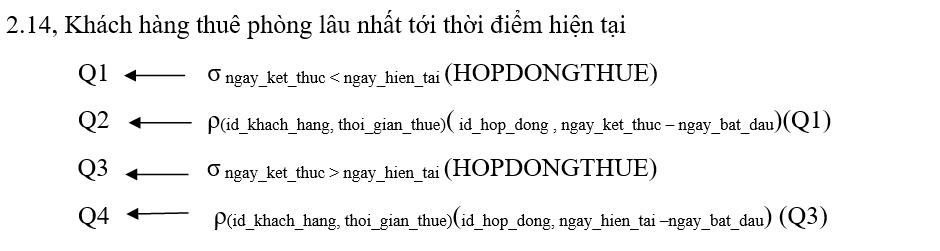 2.14, Khách hàng thuê phòng lâu nhất tới thời điểm hiện tại
Q1 ← σ ngay_ket_thuc < ngay_hien_tai (HOPDONGTHUE)
Q2 ← ρ(id_khach_hang, thoi_gian_thue)( id_hop_dong , ngay_ket_thuc – ngay_bat_dau)(Q1)
Q3 ← σ ngay_ket_thuc > ngay_hien_tai (HOPDONGTHUE)
Q4 ← ρ(id_khach_hang, thoi_gian_thue)(id_hop_dong, ngay_hien_tai –ngay_bat_dau) (Q3)